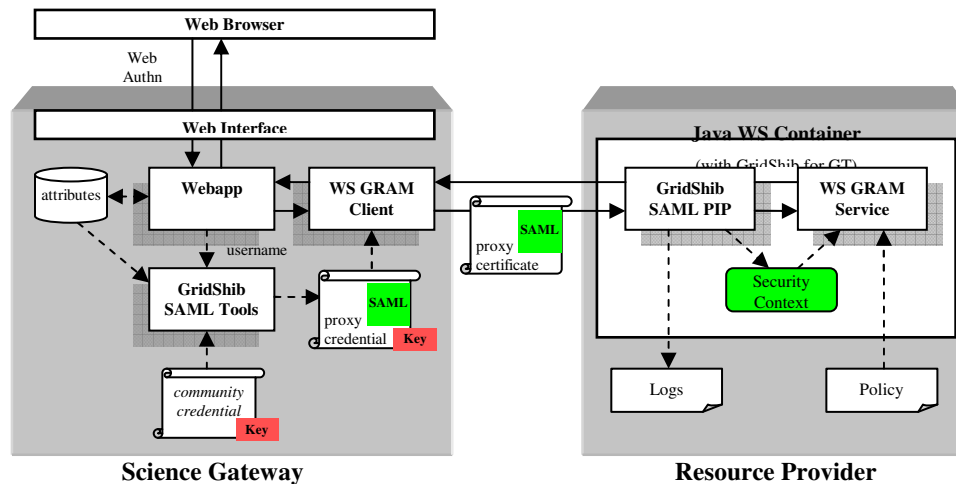 Web Browser
Web
Authn
Web Interface
Java WS Container
(with GridShib for GT)
attributes
Webapp
WS GRAM
Client
GridShib
SAML PIP
WS GRAM
Service
SAML
proxy
certificate
username
GridShib
SAML Tools
SAML
proxy
credential
Key
Security
Context
community
credential
Key
Logs
Policy
Science Gateway
Resource Provider